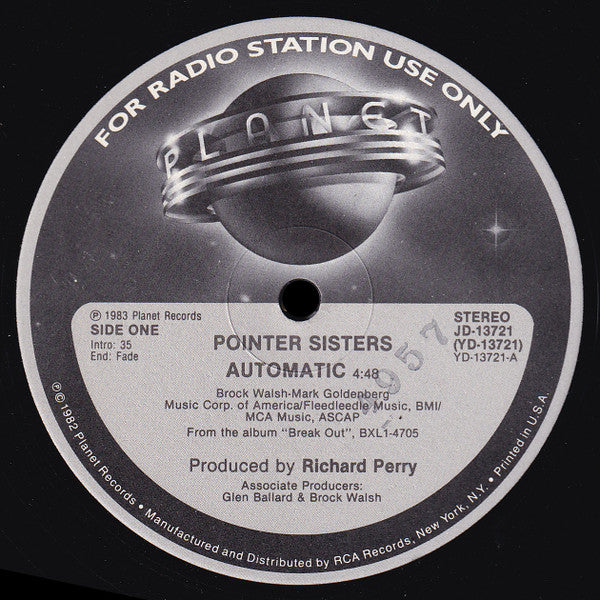 FOR RADIO STATION USE ONLY
PLANET
℗ 1983 Planet Records
SIDE ONE
Intro: 35
End: Fade
STEREO
JD-13721
(YD-13721)
YD-13721-A
POINTER SISTERS
AUTOMATIC 4:48
Brock Walsh-Mark Goldenberg
Music Corp. of America/Fleedleedle Music, BMI/
MCA Music, ASCAP
From the album "Break Out", BXL1-4705
Produced by Richard Perry
Associate Producers:
Glen Ballard & Brock Walsh
℗©1982 Planet Records • Manufactured and Distributed by RCA Records, New York, N.Y. • Printed in U.S.A.